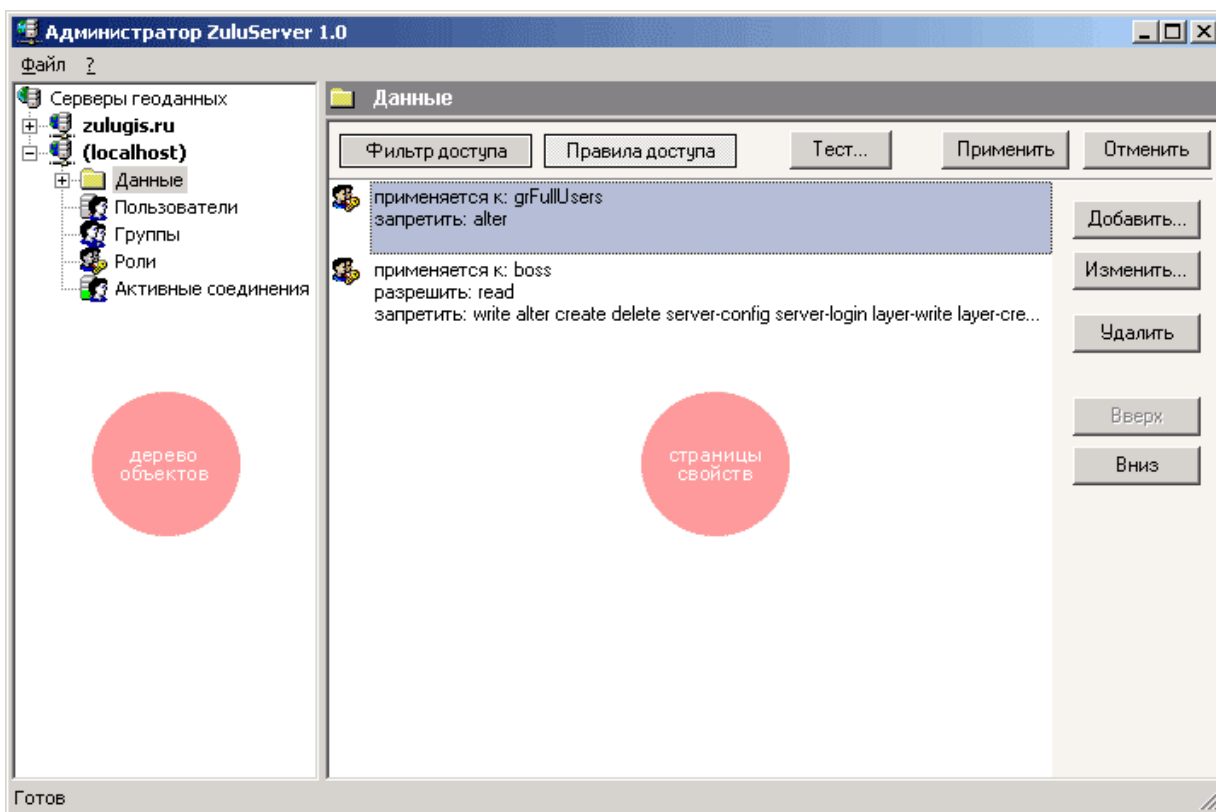 Администратор ZuluServer 1.0
Файл ?
Серверы геоданных
zulugis.ru
(localhost)
Данные
Пользователи
Группы
Роли
Активные соединения
дерево
объектов
Данные
Фильтр доступа Правила доступа Тест... Применить Отменить
применяется к: grFullUsers
запретить: alter
применяется к: boss
разрешить: read
запретить: write alter create delete server-config server-login layer-write layer-cre...
страницы
свойств
Добавить...
Изменить...
Удалить
Вверх
Вниз
Готов